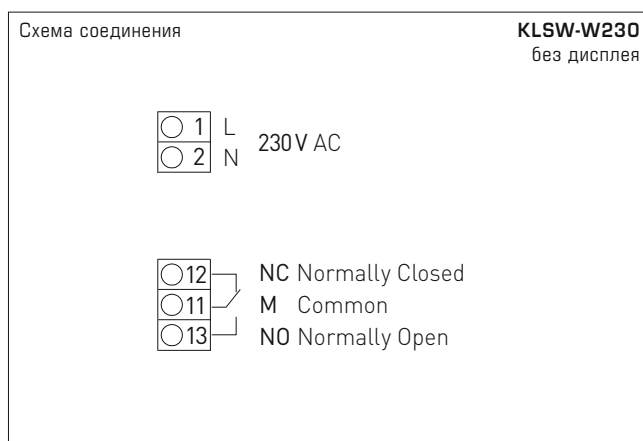 Схема соединения
KLSW-W230
без дисплея
1 L
230 V AC
2 N
12 NC Normally Closed
11 M Common
13 NO Normally Open